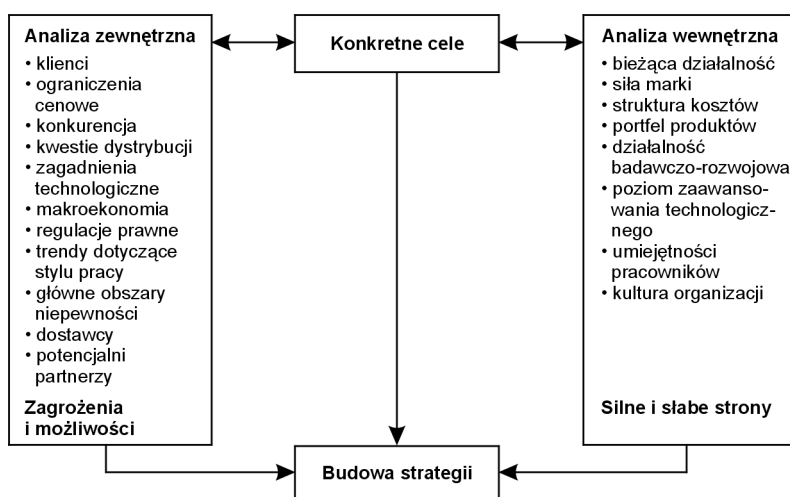 Analiza zewnętrzna
• klienci
• ograniczenia
cenowe
• konkurencja
• kwestie dystrybucji
• zagadnienia
technologiczne
• makroekonomia
• regulacje prawne
• trendy dotyczące
stylu pracy
• główne obszary
niepewności
• dostawcy
• potencjalni
partnerzy
Zagrożenia
i możliwości
Konkretne cele
Analiza wewnętrzna
• bieżąca działalność
• siła marki
• struktura kosztów
• portfel produktów
• działalność
badawczo-rozwojowa
• poziom zaawanso-
wania technologicz-
nego
• umiejętności
pracowników
• kultura organizacji
Silne i słabe strony
Budowa strategii